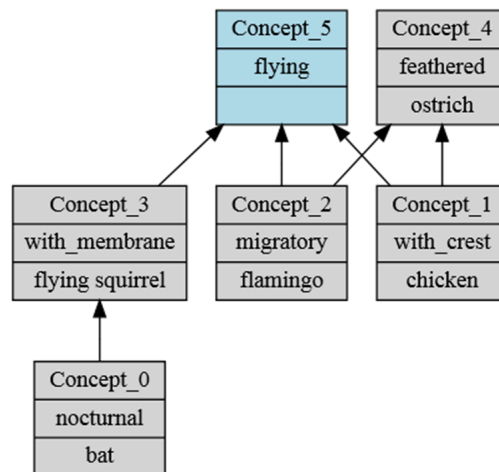 Concept_5
flying
Concept_4
feathered
ostrich
Concept_3
with_membrane
flying squirrel
Concept_2
migratory
flamingo
Concept_1
with_crest
chicken
Concept_0
nocturnal
bat